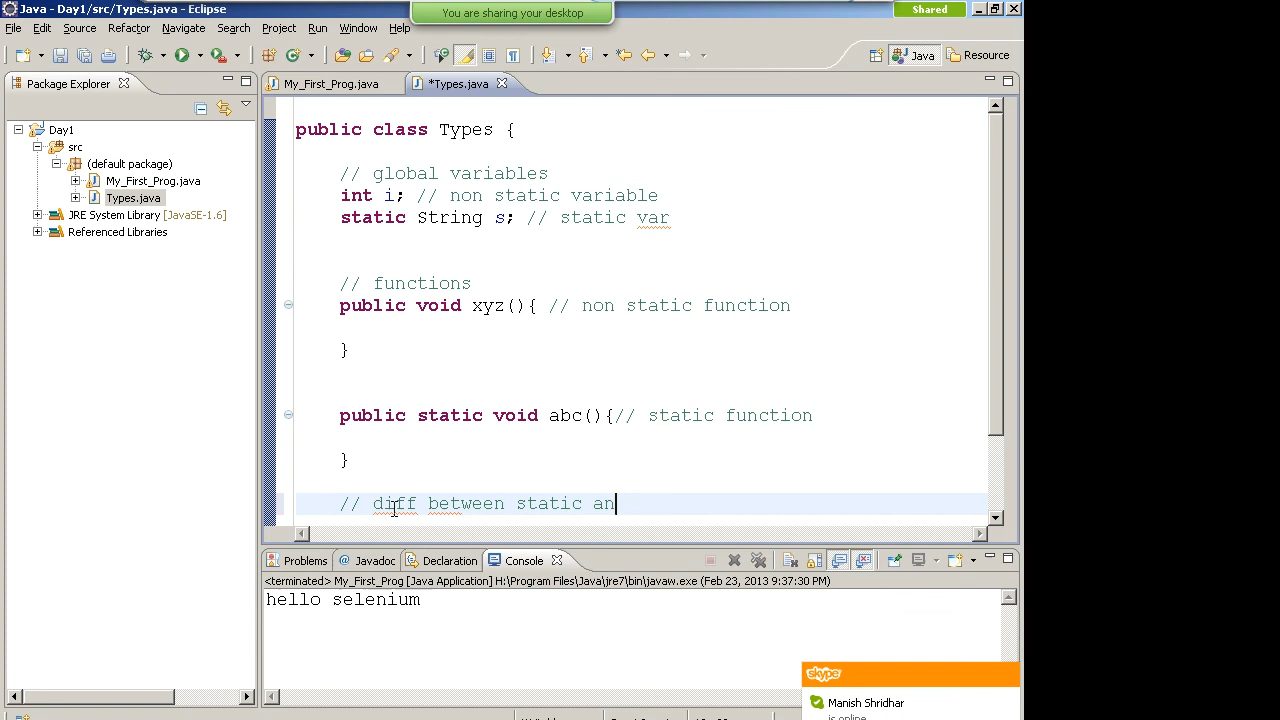 You are sharing your desktop
Java - Day1/src/Types.java - Eclipse
Shared
File Edit Source Refactor Navigate Search Project Run Window Help
Java Resource
Package Explorer
My_First_Prog.java
*Types.java
Day1
src
(default package)
My_First_Prog.java
Types.java
JRE System Library [JavaSE-1.6]
Referenced Libraries
public class Types {
// global variables
int i; // non static variable
static String s; // static var
// functions
public void xyz(){ // non static function
}
public static void abc(){// static function
}
// diff between static an
Problems Javadoc Declaration Console
<terminated> My_First_Prog [Java Application] H:\Program Files\Java\jre7\bin\javaw.exe (Feb 23, 2013 9:37:30 PM)
hello selenium
skype
Manish Shridhar
is online